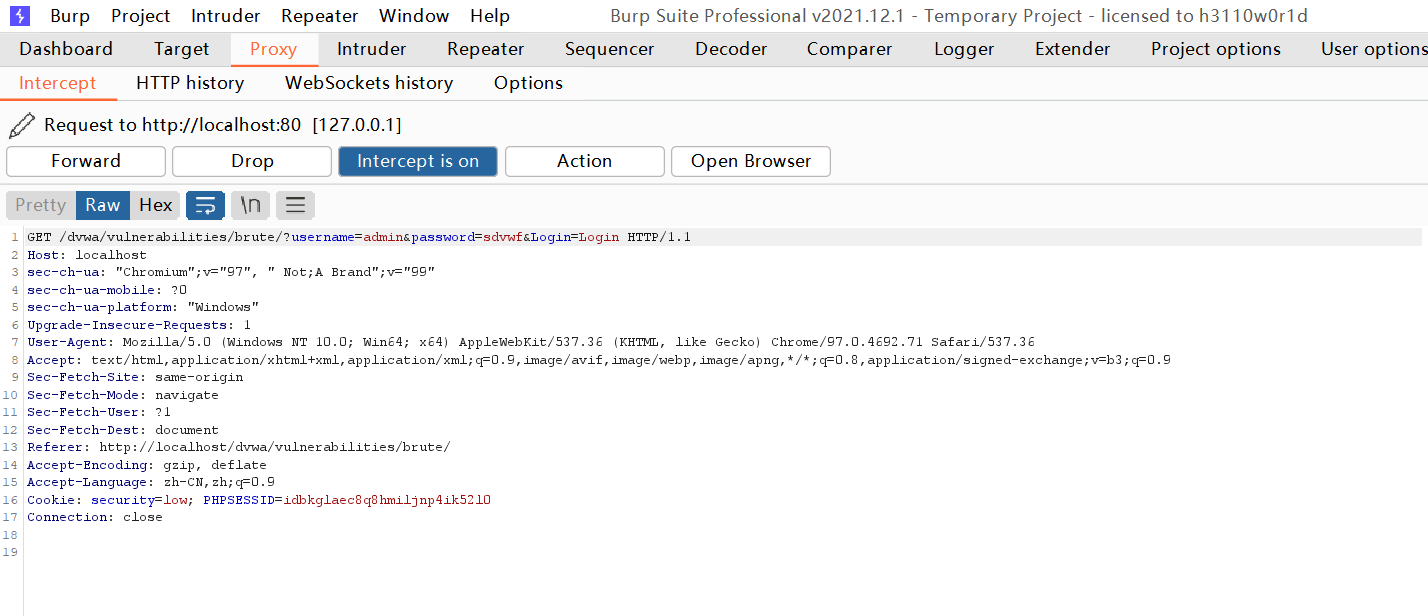 Burp Project Intruder Repeater Window Help Burp Suite Professional v2021.12.1 - Temporary Project - licensed to h3110w0r1d
Dashboard Target Proxy Intruder Repeater Sequencer Decoder Comparer Logger Extender Project options User options
Intercept HTTP history WebSockets history Options
Request to http://localhost:80 [127.0.0.1]
Forward Drop Intercept is on Action Open Browser
Pretty Raw Hex \n
1 GET /dvwa/vulnerabilities/brute/?username=admin&password=sdvwf&Login=Login HTTP/1.1
2 Host: localhost
3 sec-ch-ua: "Chromium";v="97", " Not;A Brand";v="99"
4 sec-ch-ua-mobile: ?0
5 sec-ch-ua-platform: "Windows"
6 Upgrade-Insecure-Requests: 1
7 User-Agent: Mozilla/5.0 (Windows NT 10.0; Win64; x64) AppleWebKit/537.36 (KHTML, like Gecko) Chrome/97.0.4692.71 Safari/537.36
8 Accept: text/html,application/xhtml+xml,application/xml;q=0.9,image/avif,image/webp,image/apng,*/*;q=0.8,application/signed-exchange;v=b3;q=0.9
9 Sec-Fetch-Site: same-origin
10 Sec-Fetch-Mode: navigate
11 Sec-Fetch-User: ?1
12 Sec-Fetch-Dest: document
13 Referer: http://localhost/dvwa/vulnerabilities/brute/
14 Accept-Encoding: gzip, deflate
15 Accept-Language: zh-CN,zh;q=0.9
16 Cookie: security=low; PHPSESSID=idbkglaec8q8hmiljnp4ik52l0
17 Connection: close
18
19